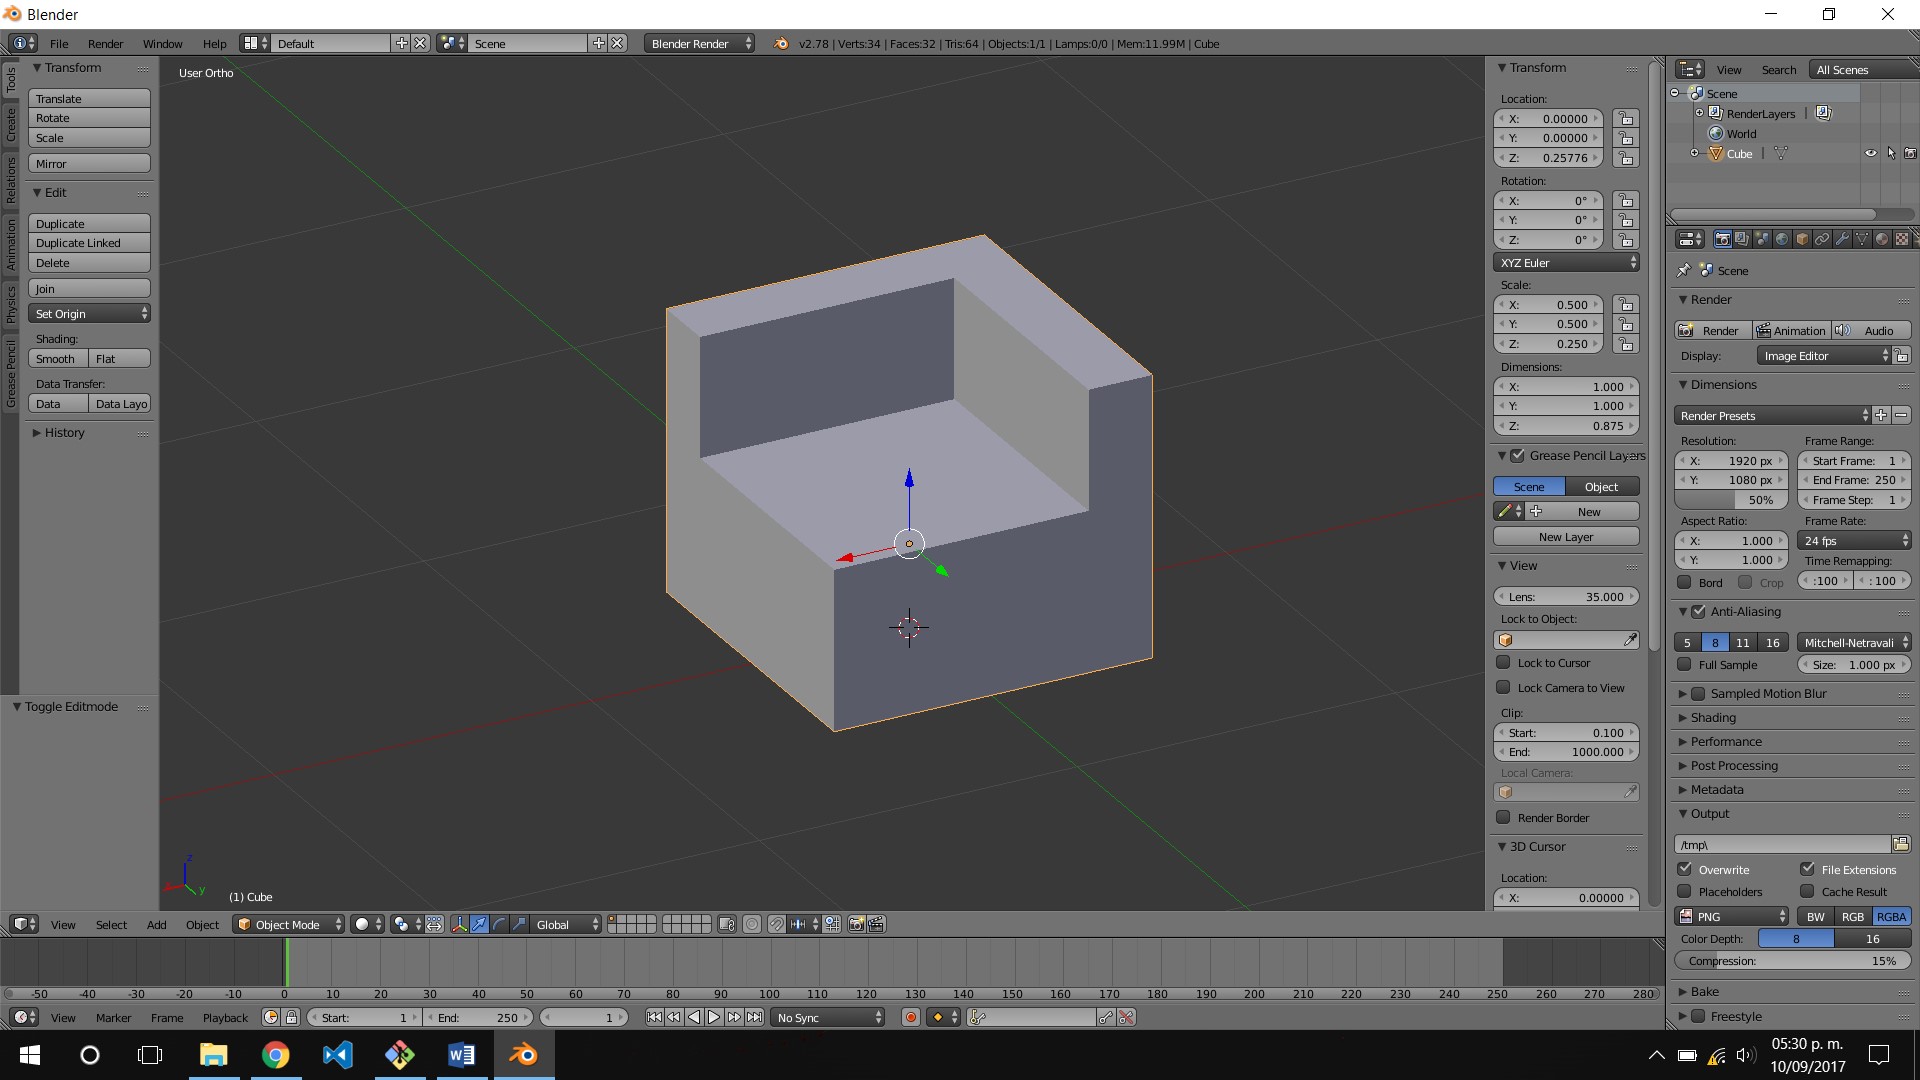 Blender
File Render Window Help Default Scene Blender Render v2.78 | Verts:34 | Faces:32 | Tris:64 | Objects:1/1 | Lamps:0/0 | Mem:11.99M | Cube
Tools
Create
Relations
Animation
Physics
Grease Pencil
Transform
Translate
Rotate
Scale
Mirror
Edit
Duplicate
Duplicate Linked
Delete
Join
Set Origin
Shading:
Smooth Flat
Data Transfer:
Data Data Layo
History
Toggle Editmode
User Ortho
z
y
(1) Cube
Transform
Location:
X: 0.00000
Y: 0.00000
Z: 0.25776
Rotation:
X: 0°
Y: 0°
Z: 0°
XYZ Euler
Scale:
X: 0.500
Y: 0.500
Z: 0.250
Dimensions:
X: 1.000
Y: 1.000
Z: 0.875
Grease Pencil Layers
Scene Object
New
New Layer
View
Lens: 35.000
Lock to Object:
Lock to Cursor
Lock Camera to View
Clip:
Start: 0.100
End: 1000.000
Local Camera:
Render Border
3D Cursor
Location:
X: 0.00000
View Search All Scenes
Scene
RenderLayers |
World
Cube |
Scene
Render
Render Animation Audio
Display: Image Editor
Dimensions
Render Presets
Resolution: Frame Range:
X: 1920 px Start Frame: 1
Y: 1080 px End Frame: 250
50% Frame Step: 1
Aspect Ratio: Frame Rate:
X: 1.000 24 fps
Y: 1.000 Time Remapping:
Bord Crop :100 : 100
Anti-Aliasing
5 8 11 16 Mitchell-Netravali
Full Sample Size: 1.000 px
Sampled Motion Blur
Shading
Performance
Post Processing
Metadata
Output
/tmp\
Overwrite File Extensions
Placeholders Cache Result
PNG BW RGB RGBA
Color Depth: 8 16
Compression: 15%
Bake
Freestyle
View Select Add Object Object Mode Global
-50 -40 -30 -20 -10 0 10 20 30 40 50 60 70 80 90 100 110 120 130 140 150 160 170 180 190 200 210 220 230 240 250 260 270 280
View Marker Frame Playback Start: 1 End: 250 1 No Sync
05:30 p. m.
10/09/2017